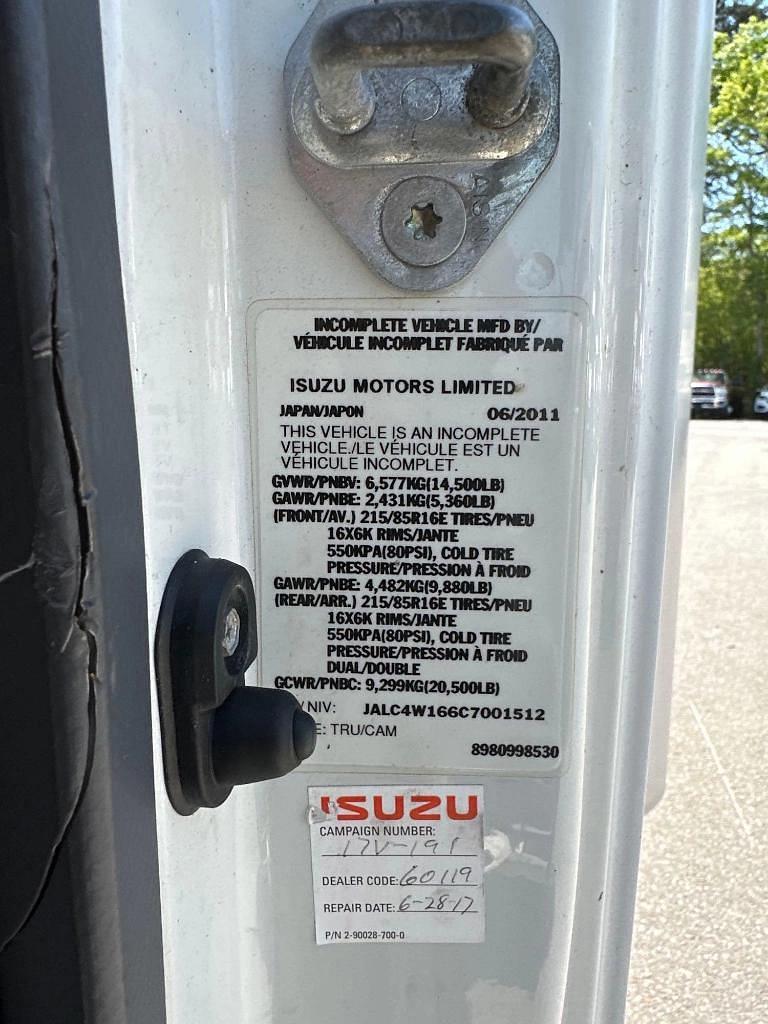 INCOMPLETE VEHICLE MFD BY/
VÉHICULE INCOMPLET FABRIQUÉ PAR
ISUZU MOTORS LIMITED
JAPAN/JAPON 06/2011
THIS VEHICLE IS AN INCOMPLETE
VEHICLE./LE VÉHICULE EST UN
VÉHICULE INCOMPLET.
GVWR/PNBV: 6,577KG(14,500LB)
GAWR/PNBE: 2,431KG(5,360LB)
(FRONT/AV.) 215/85R16E TIRES/PNEU
16X6K RIMS/JANTE
550KPA(80PSI), COLD TIRE
PRESSURE/PRESSION À FROID
GAWR/PNBE: 4,482KG(9,880LB)
(REAR/ARR.) 215/85R16E TIRES/PNEU
16X6K RIMS/JANTE
550KPA(80PSI), COLD TIRE
PRESSURE/PRESSION À FROID
DUAL/DOUBLE
GCWR/PNBC: 9,299KG(20,500LB)
/NIV: JALC4W166C7001512
E: TRU/CAM
8980998530
ISUZU
CAMPAIGN NUMBER:
17V-191
DEALER CODE: 60119
REPAIR DATE: 6-28-17
P/N 2-90028-700-0